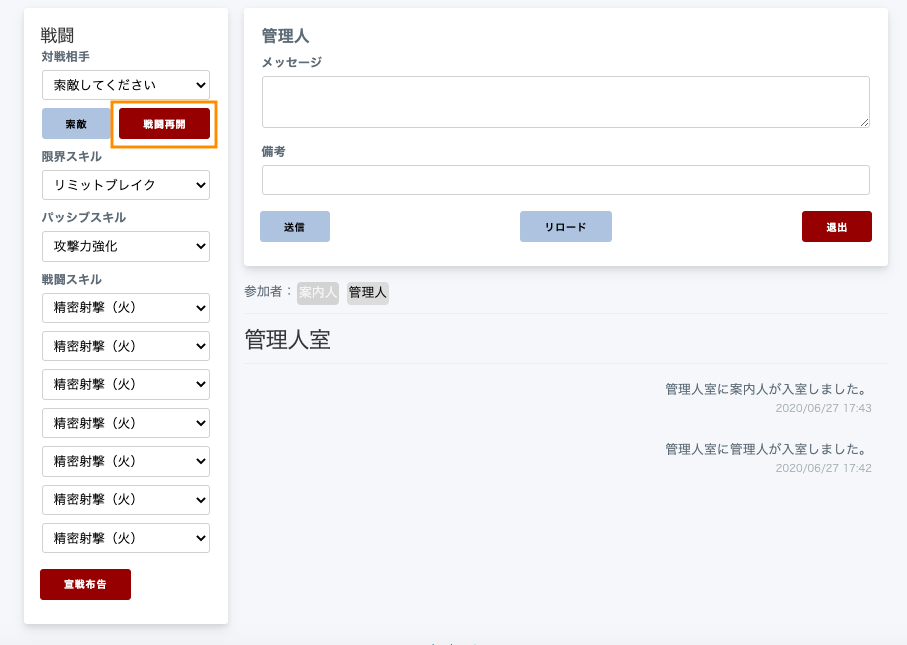 戦闘
対戦相手
索敵してください
索敵
戦闘再開
限界スキル
リミットブレイク
パッシブスキル
攻撃力強化
戦闘スキル
精密射撃（火）
精密射撃（火）
精密射撃（火）
精密射撃（火）
精密射撃（火）
精密射撃（火）
精密射撃（火）
宣戦布告
管理人
メッセージ
備考
送信
リロード
退出
参加者：案内人 管理人
管理人室
管理人室に案内人が入室しました。
2020/06/27 17:43
管理人室に管理人が入室しました。
2020/06/27 17:42